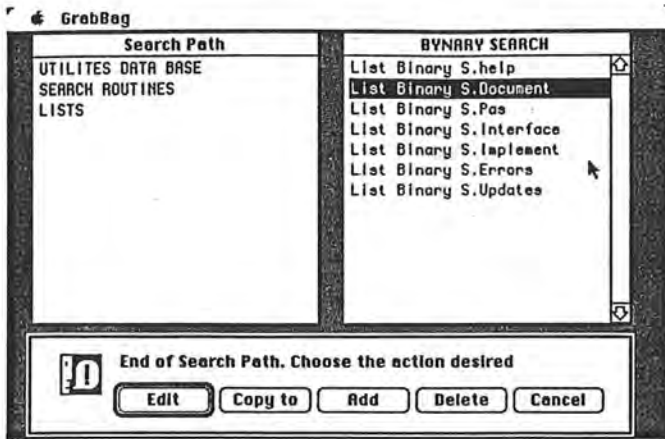 GrabBag
Search Path
UTILITES DATA BASE
SEARCH ROUTINES
LISTS
BYNARY SEARCH
List Binary S.help
List Binary S.Document
List Binary S.Pas
List Binary S.Interface
List Binary S.Implement
List Binary S.Errors
List Binary S.Updates
End of Search Path. Choose the action desired
Edit Copy to Add Delete Cancel